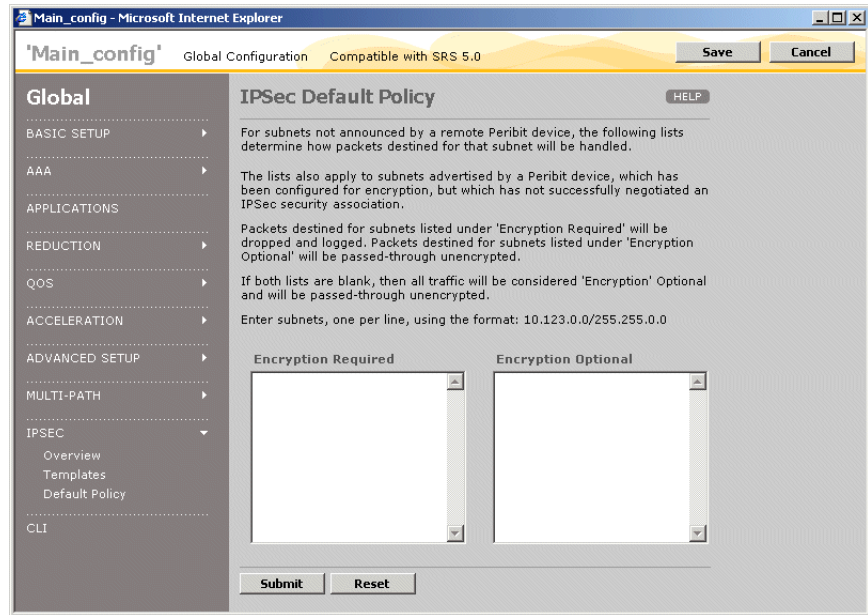 Main_config - Microsoft Internet Explorer
'Main_config' Global Configuration Compatible with SRS 5.0 Save Cancel
Global
BASIC SETUP
AAA
APPLICATIONS
REDUCTION
QOS
ACCELERATION
ADVANCED SETUP
MULTI-PATH
IPSEC
Overview
Templates
Default Policy
CLI
IPSec Default Policy HELP
For subnets not announced by a remote Peribit device, the following lists
determine how packets destined for that subnet will be handled.
The lists also apply to subnets advertised by a Peribit device, which has
been configured for encryption, but which has not successfully negotiated an
IPSec security association.
Packets destined for subnets listed under 'Encryption Required' will be
dropped and logged. Packets destined for subnets listed under 'Encryption
Optional' will be passed-through unencrypted.
If both lists are blank, then all traffic will be considered 'Encryption' Optional
and will be passed-through unencrypted.
Enter subnets, one per line, using the format: 10.123.0.0/255.255.0.0
Encryption Required Encryption Optional
Submit Reset